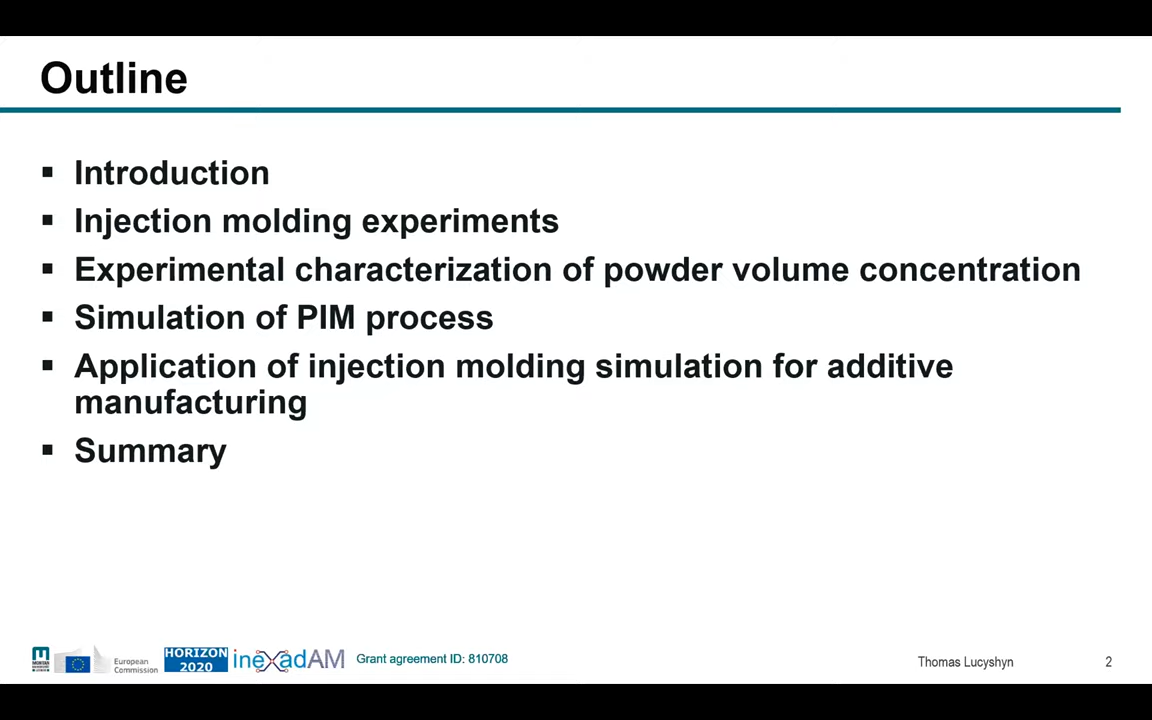 Outline
▪ Introduction
▪ Injection molding experiments
▪ Experimental characterization of powder volume concentration
▪ Simulation of PIM process
▪ Application of injection molding simulation for additive
manufacturing
▪ Summary
European
Commission
HORIZON
2020
inexadAM
Grant agreement ID: 810708
Thomas Lucyshyn
2